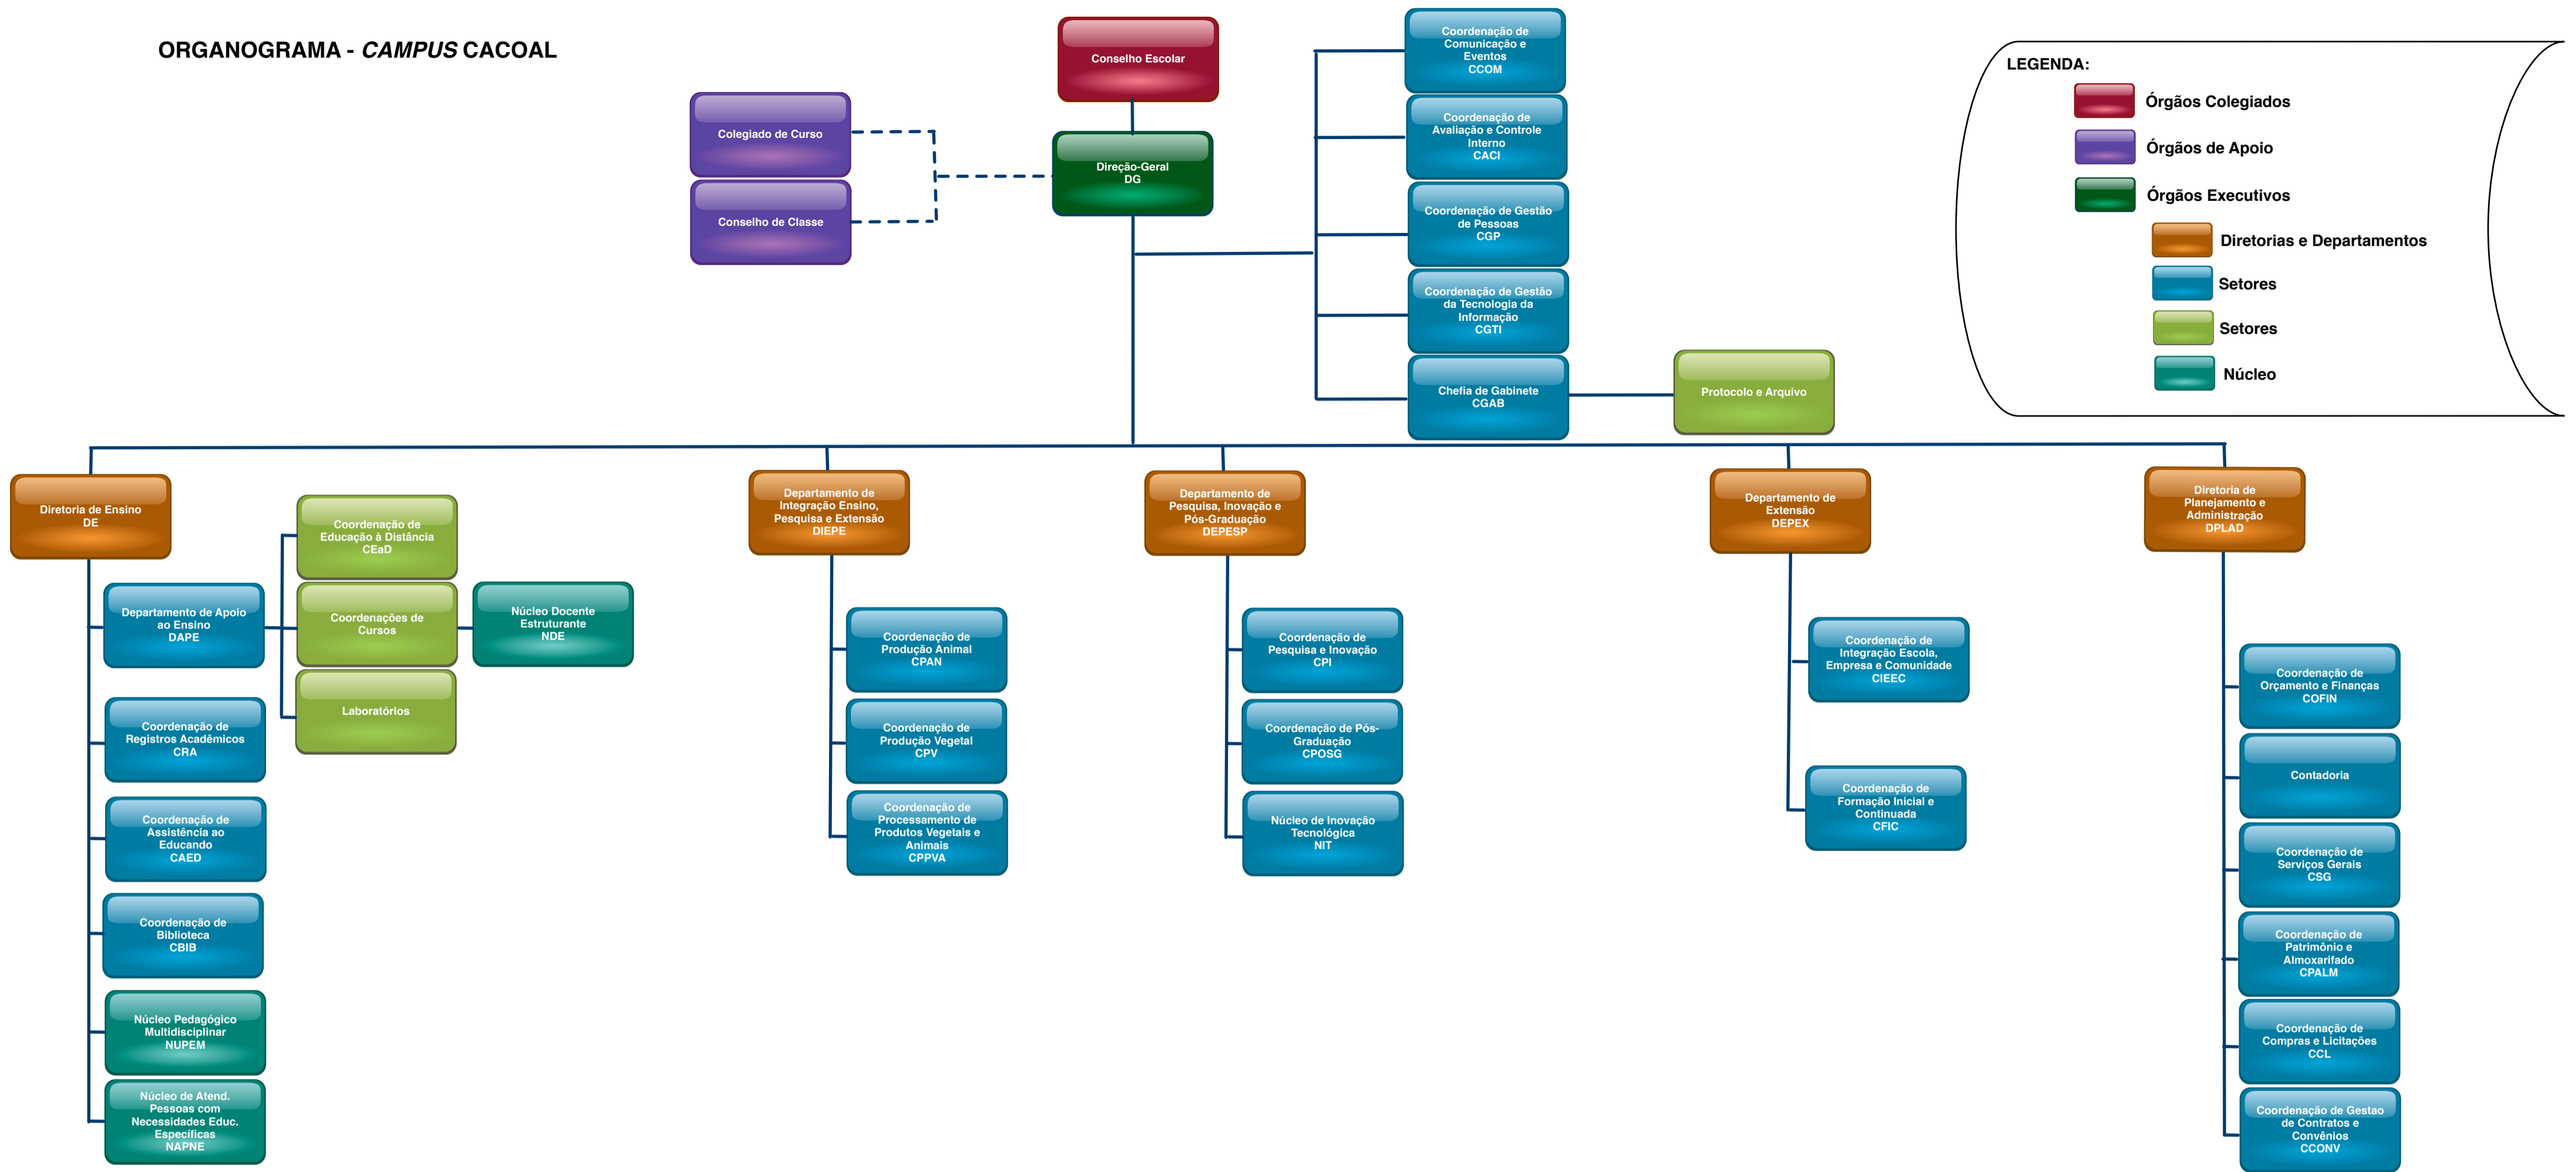 ORGANOGRAMA - CAMPUS CACOAL
Conselho Escolar
Colegiado de Curso
Conselho de Classe
Direção-Geral
DG
Coordenação de
Comunicação e
Eventos
CCOM
Coordenação de
Avaliação e Controle
Interno
CACI
Coordenação de Gestão
de Pessoas
CGP
Coordenação de Gestão
da Tecnologia da
Informação
CGTI
Chefia de Gabinete
CGAB
Protocolo e Arquivo
LEGENDA:
Órgãos Colegiados
Órgãos de Apoio
Órgãos Executivos
Diretorias e Departamentos
Setores
Setores
Núcleo
Diretoria de Ensino
DE
Departamento de Apoio
ao Ensino
DAPE
Coordenação de
Educação à Distância
CEaD
Coordenações de
Cursos
Laboratórios
Núcleo Docente
Estruturante
NDE
Coordenação de
Registros Acadêmicos
CRA
Coordenação de
Assistência ao
Educando
CAED
Coordenação de
Biblioteca
CBIB
Núcleo Pedagógico
Multidisciplinar
NUPEM
Núcleo de Atend.
Pessoas com
Necessidades Educ.
Específicas
NAPNE
Departamento de
Integração Ensino,
Pesquisa e Extensão
DIEPE
Coordenação de
Produção Animal
CPAN
Coordenação de
Produção Vegetal
CPV
Coordenação de
Processamento de
Produtos Vegetais e
Animais
CPPVA
Departamento de
Pesquisa, Inovação e
Pós-Graduação
DEPESP
Coordenação de
Pesquisa e Inovação
CPI
Coordenação de Pós-
Graduação
CPOSG
Núcleo de Inovação
Tecnológica
NIT
Departamento de
Extensão
DEPEX
Coordenação de
Integração Escola,
Empresa e Comunidade
CIEEC
Coordenação de
Formação Inicial e
Continuada
CFIC
Diretoria de
Planejamento e
Administração
DPLAD
Coordenação de
Orçamento e Finanças
COFIN
Contadoria
Coordenação de
Serviços Gerais
CSG
Coordenação de
Patrimônio e
Almoxarifado
CPALM
Coordenação de
Compras e Licitações
CCL
Coordenação de Gestao
de Contratos e
Convênios
CCONV